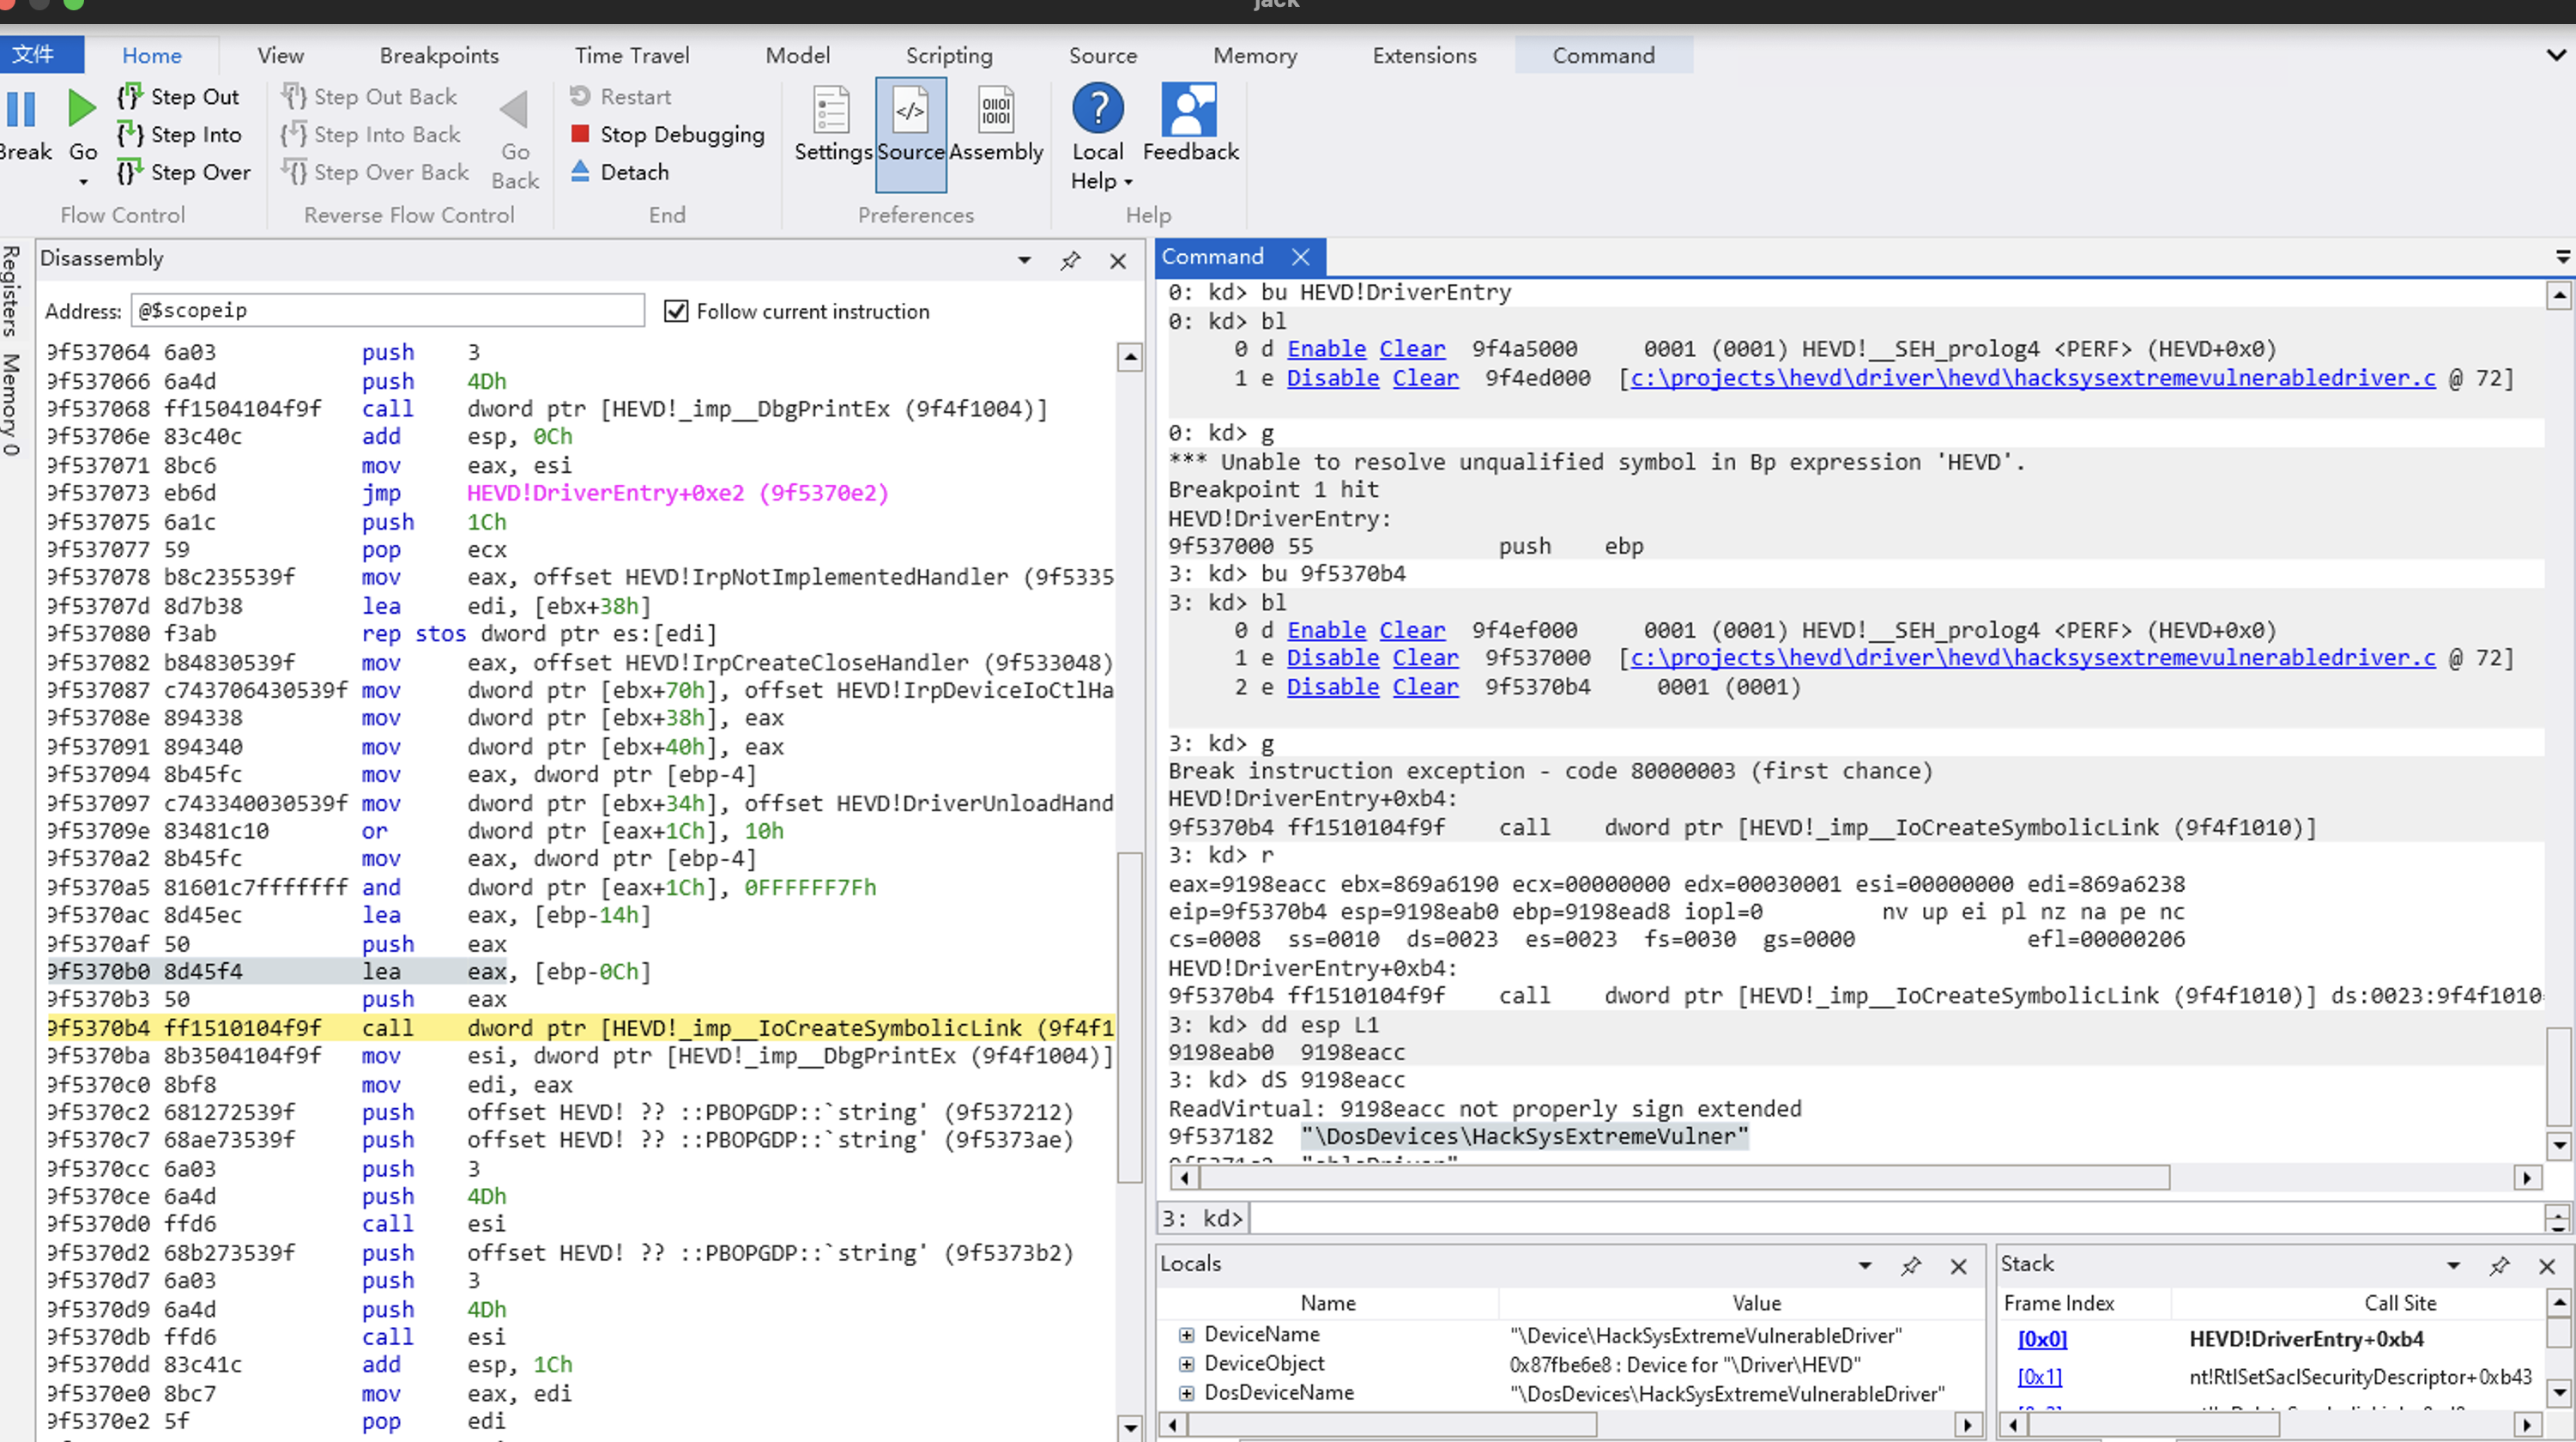 jack
文件 Home View Breakpoints Time Travel Model Scripting Source Memory Extensions Command
Break Go
Step Out
Step Into
Step Over
Flow Control
Step Out Back
Step Into Back
Step Over Back
Go Back
Reverse Flow Control
Restart
Stop Debugging
Detach
End
Settings Source Assembly
Preferences
Local Help Feedback
Help
Registers
Memory 0
Disassembly
Address: @$scopeip Follow current instruction
9f537064 6a03 push 3
9f537066 6a4d push 4Dh
9f537068 ff1504104f9f call dword ptr [HEVD!_imp__DbgPrintEx (9f4f1004)]
9f53706e 83c40c add esp, 0Ch
9f537071 8bc6 mov eax, esi
9f537073 eb6d jmp HEVD!DriverEntry+0xe2 (9f5370e2)
9f537075 6a1c push 1Ch
9f537077 59 pop ecx
9f537078 b8c235539f mov eax, offset HEVD!IrpNotImplementedHandler (9f5335
9f53707d 8d7b38 lea edi, [ebx+38h]
9f537080 f3ab rep stos dword ptr es:[edi]
9f537082 b84830539f mov eax, offset HEVD!IrpCreateCloseHandler (9f533048)
9f537087 c743706430539f mov dword ptr [ebx+70h], offset HEVD!IrpDeviceIoCtlHa
9f53708e 894338 mov dword ptr [ebx+38h], eax
9f537091 894340 mov dword ptr [ebx+40h], eax
9f537094 8b45fc mov eax, dword ptr [ebp-4]
9f537097 c743340030539f mov dword ptr [ebx+34h], offset HEVD!DriverUnloadHand
9f53709e 83481c10 or dword ptr [eax+1Ch], 10h
9f5370a2 8b45fc mov eax, dword ptr [ebp-4]
9f5370a5 81601c7fffffff and dword ptr [eax+1Ch], 0FFFFFF7Fh
9f5370ac 8d45ec lea eax, [ebp-14h]
9f5370af 50 push eax
9f5370b0 8d45f4 lea eax, [ebp-0Ch]
9f5370b3 50 push eax
9f5370b4 ff1510104f9f call dword ptr [HEVD!_imp__IoCreateSymbolicLink (9f4f1
9f5370ba 8b3504104f9f mov esi, dword ptr [HEVD!_imp__DbgPrintEx (9f4f1004)]
9f5370c0 8bf8 mov edi, eax
9f5370c2 681272539f push offset HEVD! ?? ::PBOPGDP::`string' (9f537212)
9f5370c7 68ae73539f push offset HEVD! ?? ::PBOPGDP::`string' (9f5373ae)
9f5370cc 6a03 push 3
9f5370ce 6a4d push 4Dh
9f5370d0 ffd6 call esi
9f5370d2 68b273539f push offset HEVD! ?? ::PBOPGDP::`string' (9f5373b2)
9f5370d7 6a03 push 3
9f5370d9 6a4d push 4Dh
9f5370db ffd6 call esi
9f5370dd 83c41c add esp, 1Ch
9f5370e0 8bc7 mov eax, edi
9f5370e2 5f pop edi
Command
0: kd> bu HEVD!DriverEntry
0: kd> bl
0 d Enable Clear 9f4a5000 0001 (0001) HEVD!__SEH_prolog4 <PERF> (HEVD+0x0)
1 e Disable Clear 9f4ed000 [c:\projects\hevd\driver\hevd\hacksysextremevulnerabledriver.c @ 72]
0: kd> g
*** Unable to resolve unqualified symbol in Bp expression 'HEVD'.
Breakpoint 1 hit
HEVD!DriverEntry:
9f537000 55 push ebp
3: kd> bu 9f5370b4
3: kd> bl
0 d Enable Clear 9f4ef000 0001 (0001) HEVD!__SEH_prolog4 <PERF> (HEVD+0x0)
1 e Disable Clear 9f537000 [c:\projects\hevd\driver\hevd\hacksysextremevulnerabledriver.c @ 72]
2 e Disable Clear 9f5370b4 0001 (0001)
3: kd> g
Break instruction exception - code 80000003 (first chance)
HEVD!DriverEntry+0xb4:
9f5370b4 ff1510104f9f call dword ptr [HEVD!_imp__IoCreateSymbolicLink (9f4f1010)]
3: kd> r
eax=9198eacc ebx=869a6190 ecx=00000000 edx=00030001 esi=00000000 edi=869a6238
eip=9f5370b4 esp=9198eab0 ebp=9198ead8 iopl=0 nv up ei pl nz na pe nc
cs=0008 ss=0010 ds=0023 es=0023 fs=0030 gs=0000 efl=00000206
HEVD!DriverEntry+0xb4:
9f5370b4 ff1510104f9f call dword ptr [HEVD!_imp__IoCreateSymbolicLink (9f4f1010)] ds:0023:9f4f1010
3: kd> dd esp L1
9198eab0 9198eacc
3: kd> dS 9198eacc
ReadVirtual: 9198eacc not properly sign extended
9f537182 "\DosDevices\HackSysExtremeVulner"
3: kd>
Locals
Name Value
DeviceName "\Device\HackSysExtremeVulnerableDriver"
DeviceObject 0x87fbe6e8 : Device for "\Driver\HEVD"
DosDeviceName "\DosDevices\HackSysExtremeVulnerableDriver"
Stack
Frame Index Call Site
[0x0] HEVD!DriverEntry+0xb4
[0x1] nt!RtlSetSaclSecurityDescriptor+0xb43